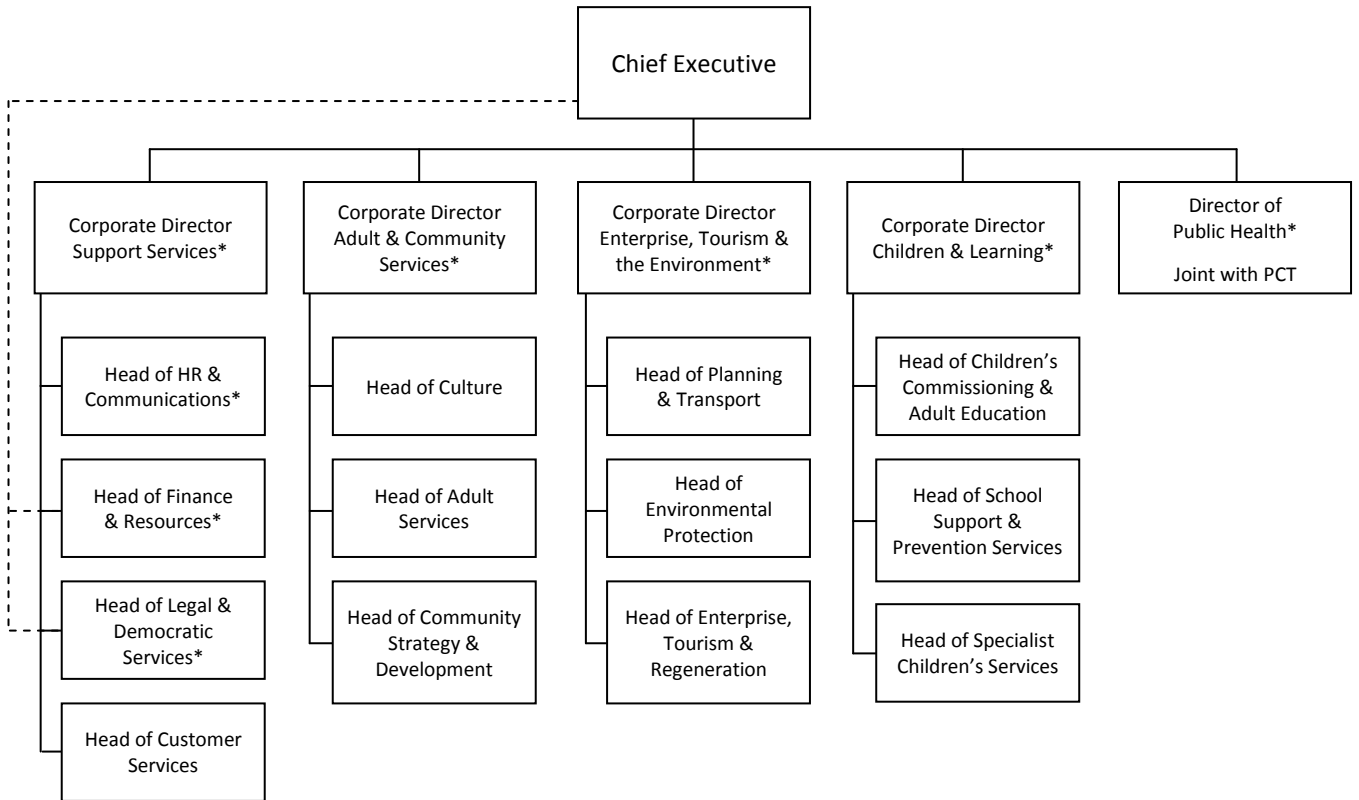 Chief Executive
Corporate Director
Support Services*
Corporate Director
Adult & Community
Services*
Corporate Director
Enterprise, Tourism &
the Environment*
Corporate Director
Children & Learning*
Director of
Public Health*
Joint with PCT
Head of HR &
Communications*
Head of Finance
& Resources*
Head of Legal &
Democratic
Services*
Head of Customer
Services
Head of Culture
Head of Adult
Services
Head of Community
Strategy &
Development
Head of Planning
& Transport
Head of
Environmental
Protection
Head of Enterprise,
Tourism &
Regeneration
Head of Children’s
Commissioning &
Adult Education
Head of School
Support &
Prevention Services
Head of Specialist
Children’s Services